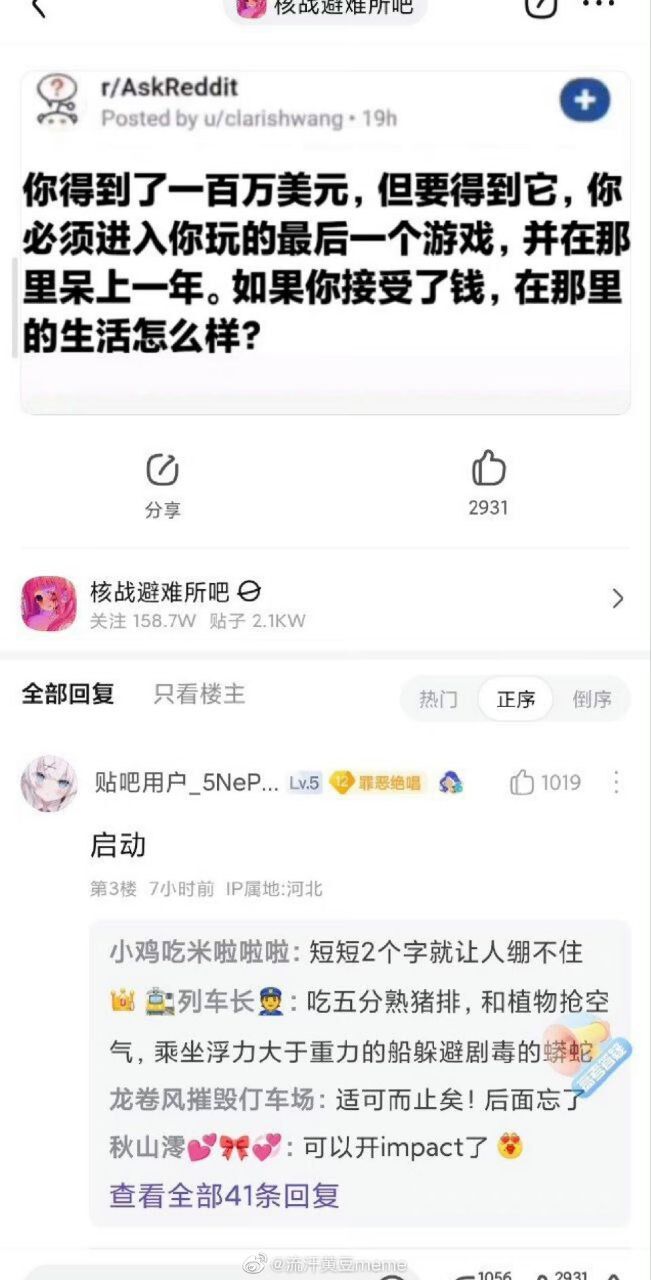 核战避难所吧
r/AskReddit
Posted by u/clarishwang • 19h
你得到了一百万美元，但要得到它，你
必须进入你玩的最后一个游戏，并在那
里呆上一年。如果你接受了钱，在那里
的生活怎么样？
分享
2931
核战避难所吧
关注 158.7W 贴子 2.1KW
全部回复 只看楼主 热门 正序 倒序
贴吧用户_5NeP... Lv.5 12 罪恶绝唱 1019
启动
第3楼 7小时前 IP属地:河北
小鸡吃米啦啦啦：短短2个字就让人绷不住
👑 🚉列车长👮：吃五分熟猪排，和植物抢空
气，乘坐浮力大于重力的船躲避剧毒的蟒蛇
龙卷风摧毁仃车场：适可而止矣！后面忘了
秋山澪💕🎀💞：可以开impact了 😍
查看全部41条回复
高考答疑
@流汗黄豆meme
1056 2931